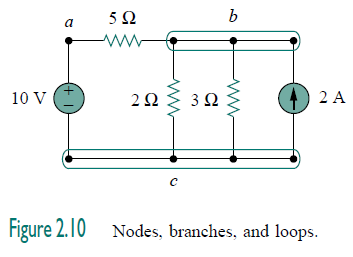 a 5 Ω b
10 V + − 2 Ω 3 Ω 2 A
c
Figure 2.10 Nodes, branches, and loops.